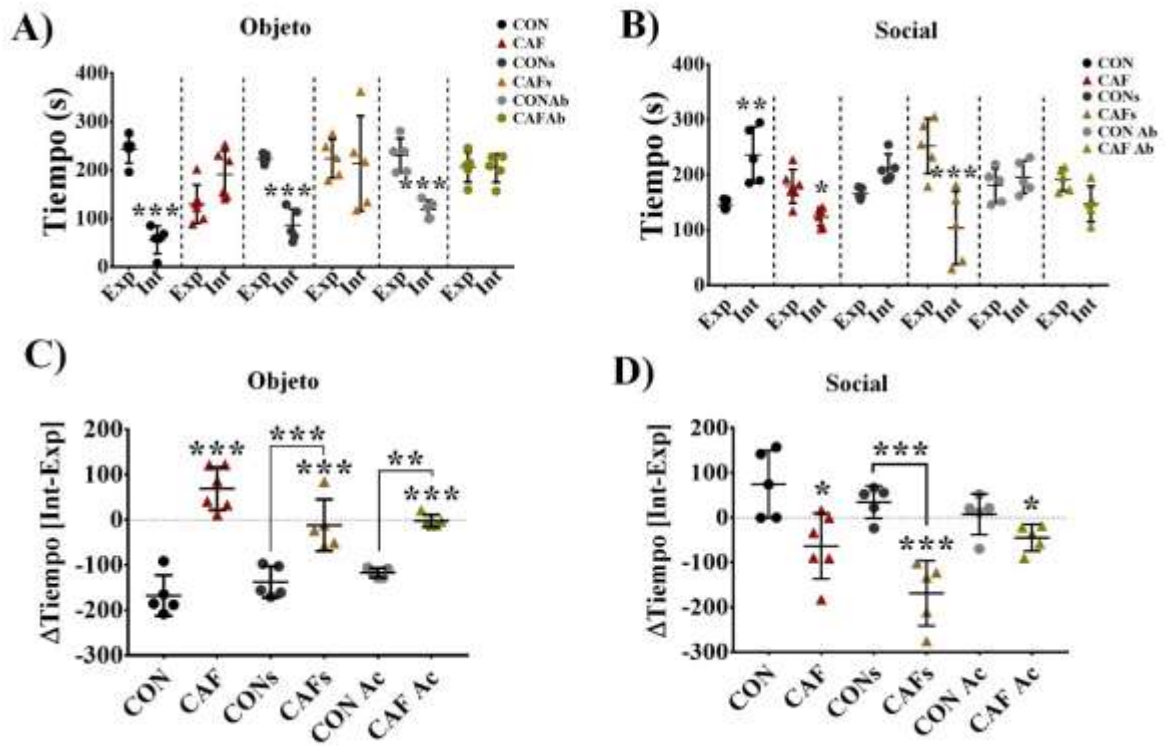 A)
Objeto
CON
CAF
CONs
CAFs
CONAb
CAFAb
Tiempo (s)
400
300
200
100
0
***
***
***
Exp Int Exp Int Exp Int Exp Int Exp Int Exp Int
B)
Social
CON
CAF
CONs
CAFs
CON Ab
CAF Ab
Tiempo (s)
400
300
200
100
0
**
*
***
Exp Int Exp Int Exp Int Exp Int Exp Int Exp Int
C)
Objeto
ΔTiempo [Int-Exp]
200
100
0
-100
-200
-300
***
***
***
**
***
CON CAF CONs CAFs CON Ac CAF Ac
D)
Social
ΔTiempo [Int-Exp]
200
100
0
-100
-200
-300
*
***
***
*
CON CAF CONs CAFs CON Ac CAF Ac